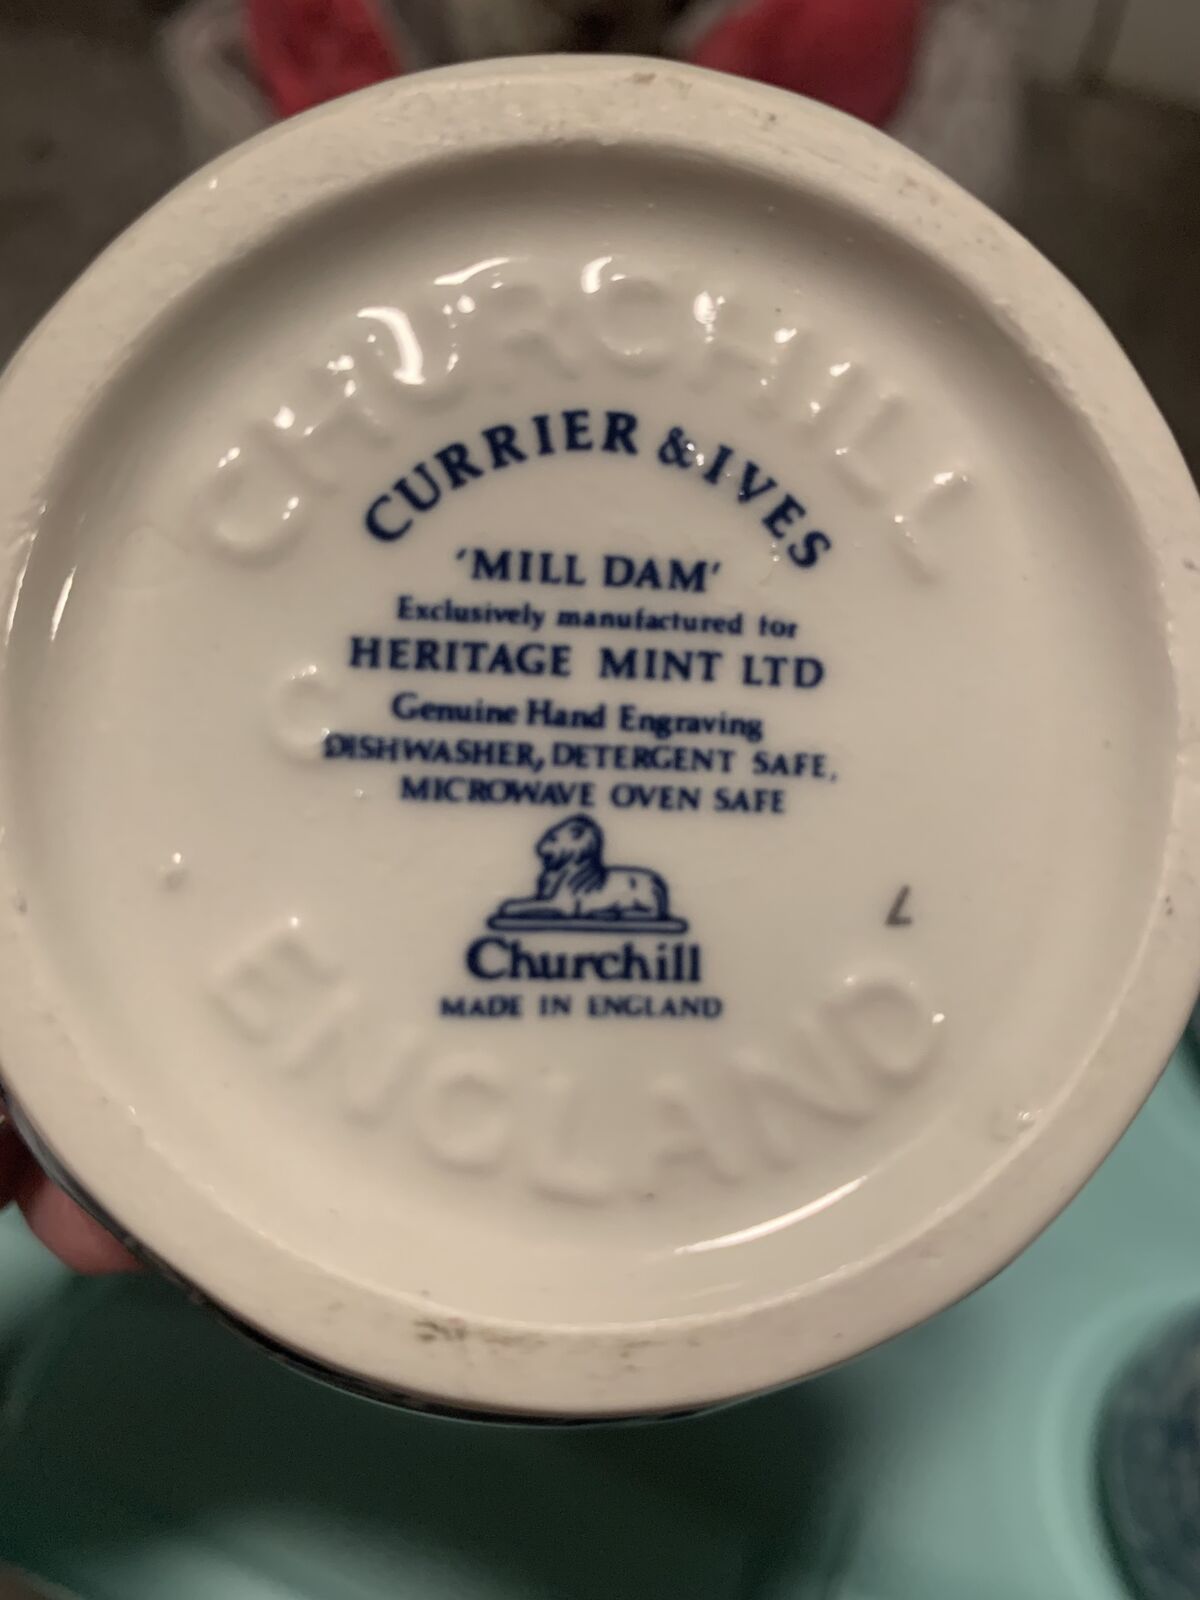 CHURCHILL
CURRIER & IVES
'MILL DAM'
Exclusively manufactured for
HERITAGE MINT LTD
Genuine Hand Engraving
C
DISHWASHER, DETERGENT SAFE,
MICROWAVE OVEN SAFE
Churchill
MADE IN ENGLAND
ENGLAND